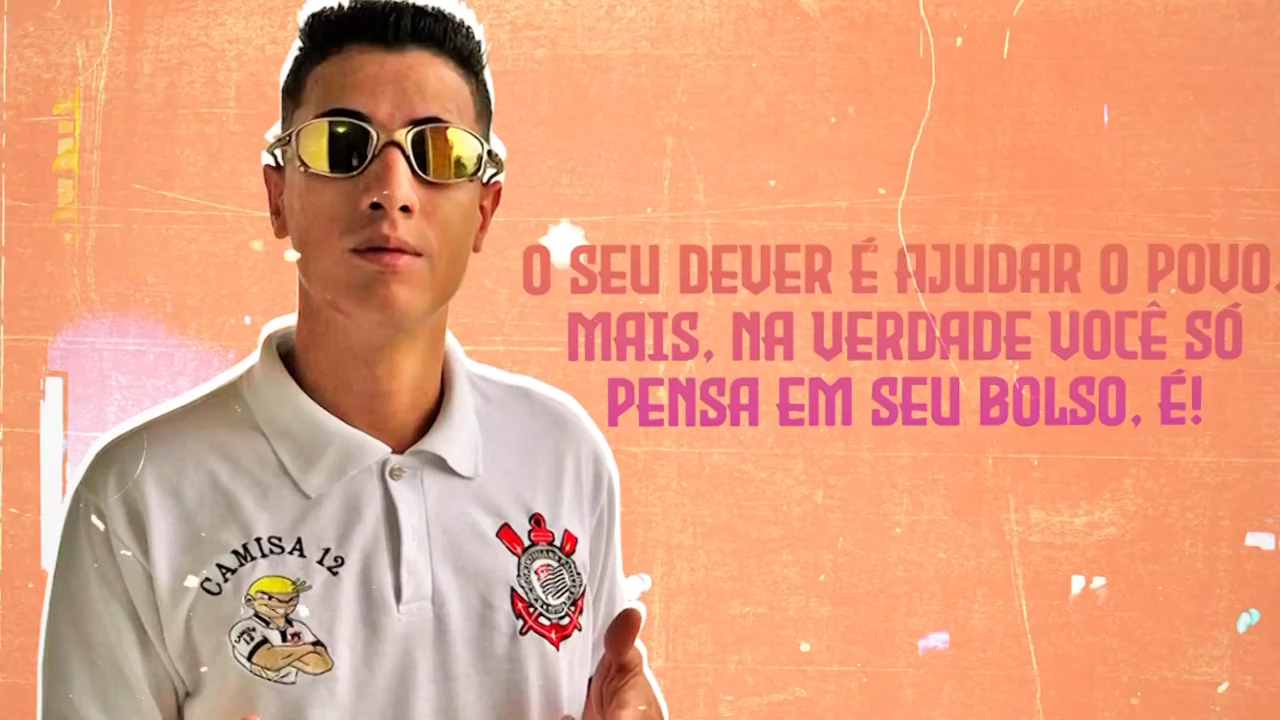 O SEU DEVER É AJUDAR O POVO,
MAIS, NA VERDADE VOCÊ SÓ
PENSA EM SEU BOLSO, É!
CAMISA 12